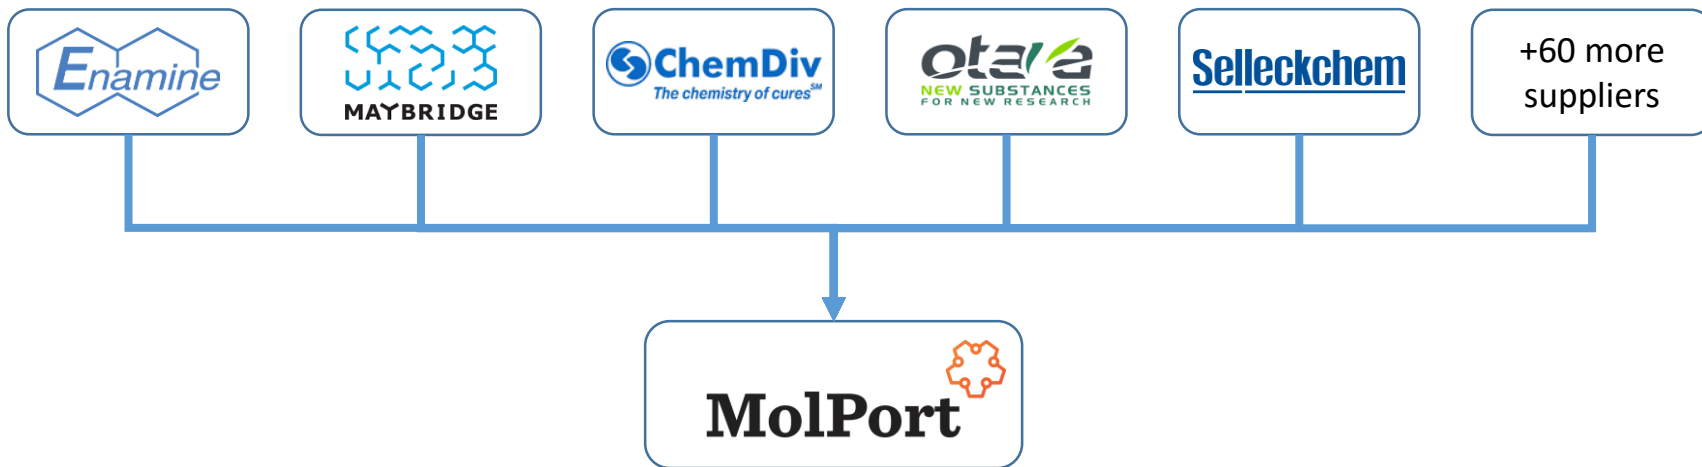 Enamine
MAYBRIDGE
ChemDiv
The chemistry of cures℠
otava
NEW SUBSTANCES
FOR NEW RESEARCH
Selleckchem
+60 more
suppliers
MolPort